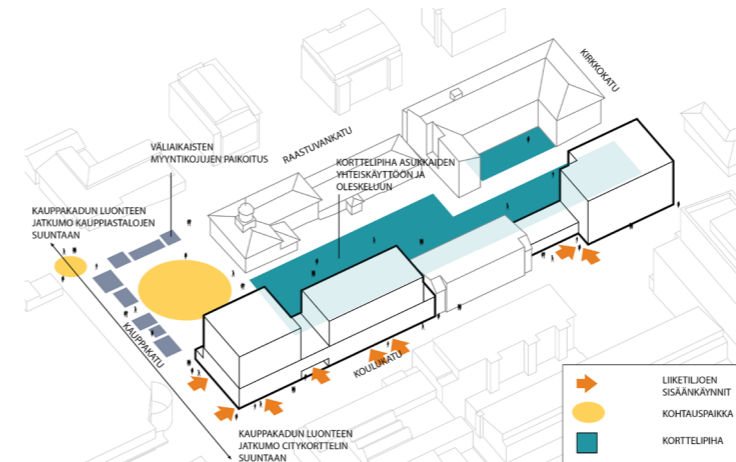 KIRKKOKATU
RAASTUVANKATU
VÄLIAIKAISTEN
MYYNTIKOJUJEN PAIKOITUS
KORTTELIPIHA ASUKKAIDEN
YHTEISKÄYTTÖÖN JA
OLESKELUUN
KAUPPAKADUN LUONTEEN
JATKUMO KAUPPIASTALOJEN
SUUNTAAN
KAUPPAKATU
KOULUKATU
KAUPPAKADUN LUONTEEN
JATKUMO CITYKORTTELIN
SUUNTAAN
LIIKETILJOEN
SISÄÄNKÄYNNIT
KOHTAUSPAIKKA
KORTTELIPIHA